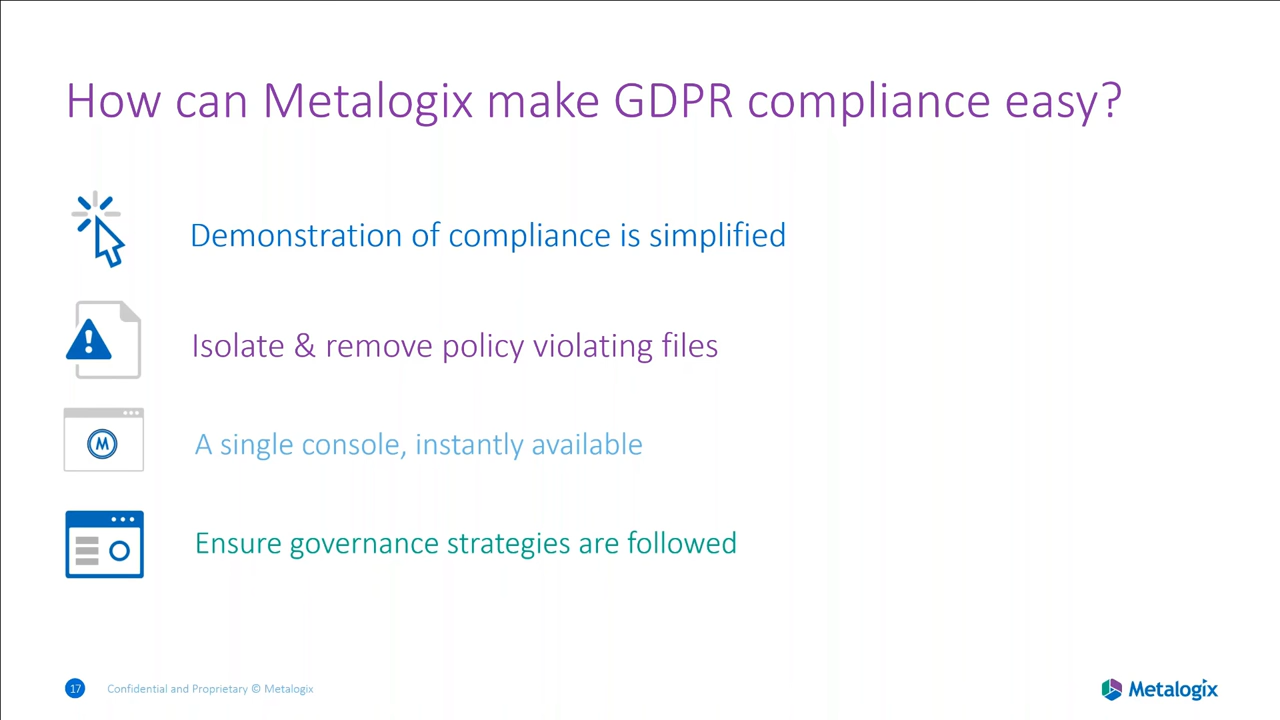 How can Metalogix make GDPR compliance easy?
Demonstration of compliance is simplified
Isolate & remove policy violating files
M
A single console, instantly available
Ensure governance strategies are followed
17
Confidential and Proprietary © Metalogix
Metalogix